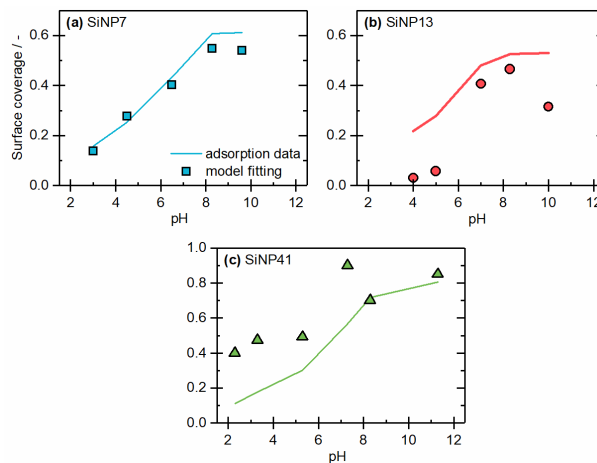 (a) SiNP7
(b) SiNP13
Surface coverage / -
0.6
0.4
0.2
0.0
adsorption data
model fitting
2 4 6 8 10 12
pH
0.6
0.4
0.2
0.0
2 4 6 8 10 12
pH
(c) SiNP41
1.0
0.8
0.6
0.4
0.2
0.0
2 4 6 8 10 12
pH